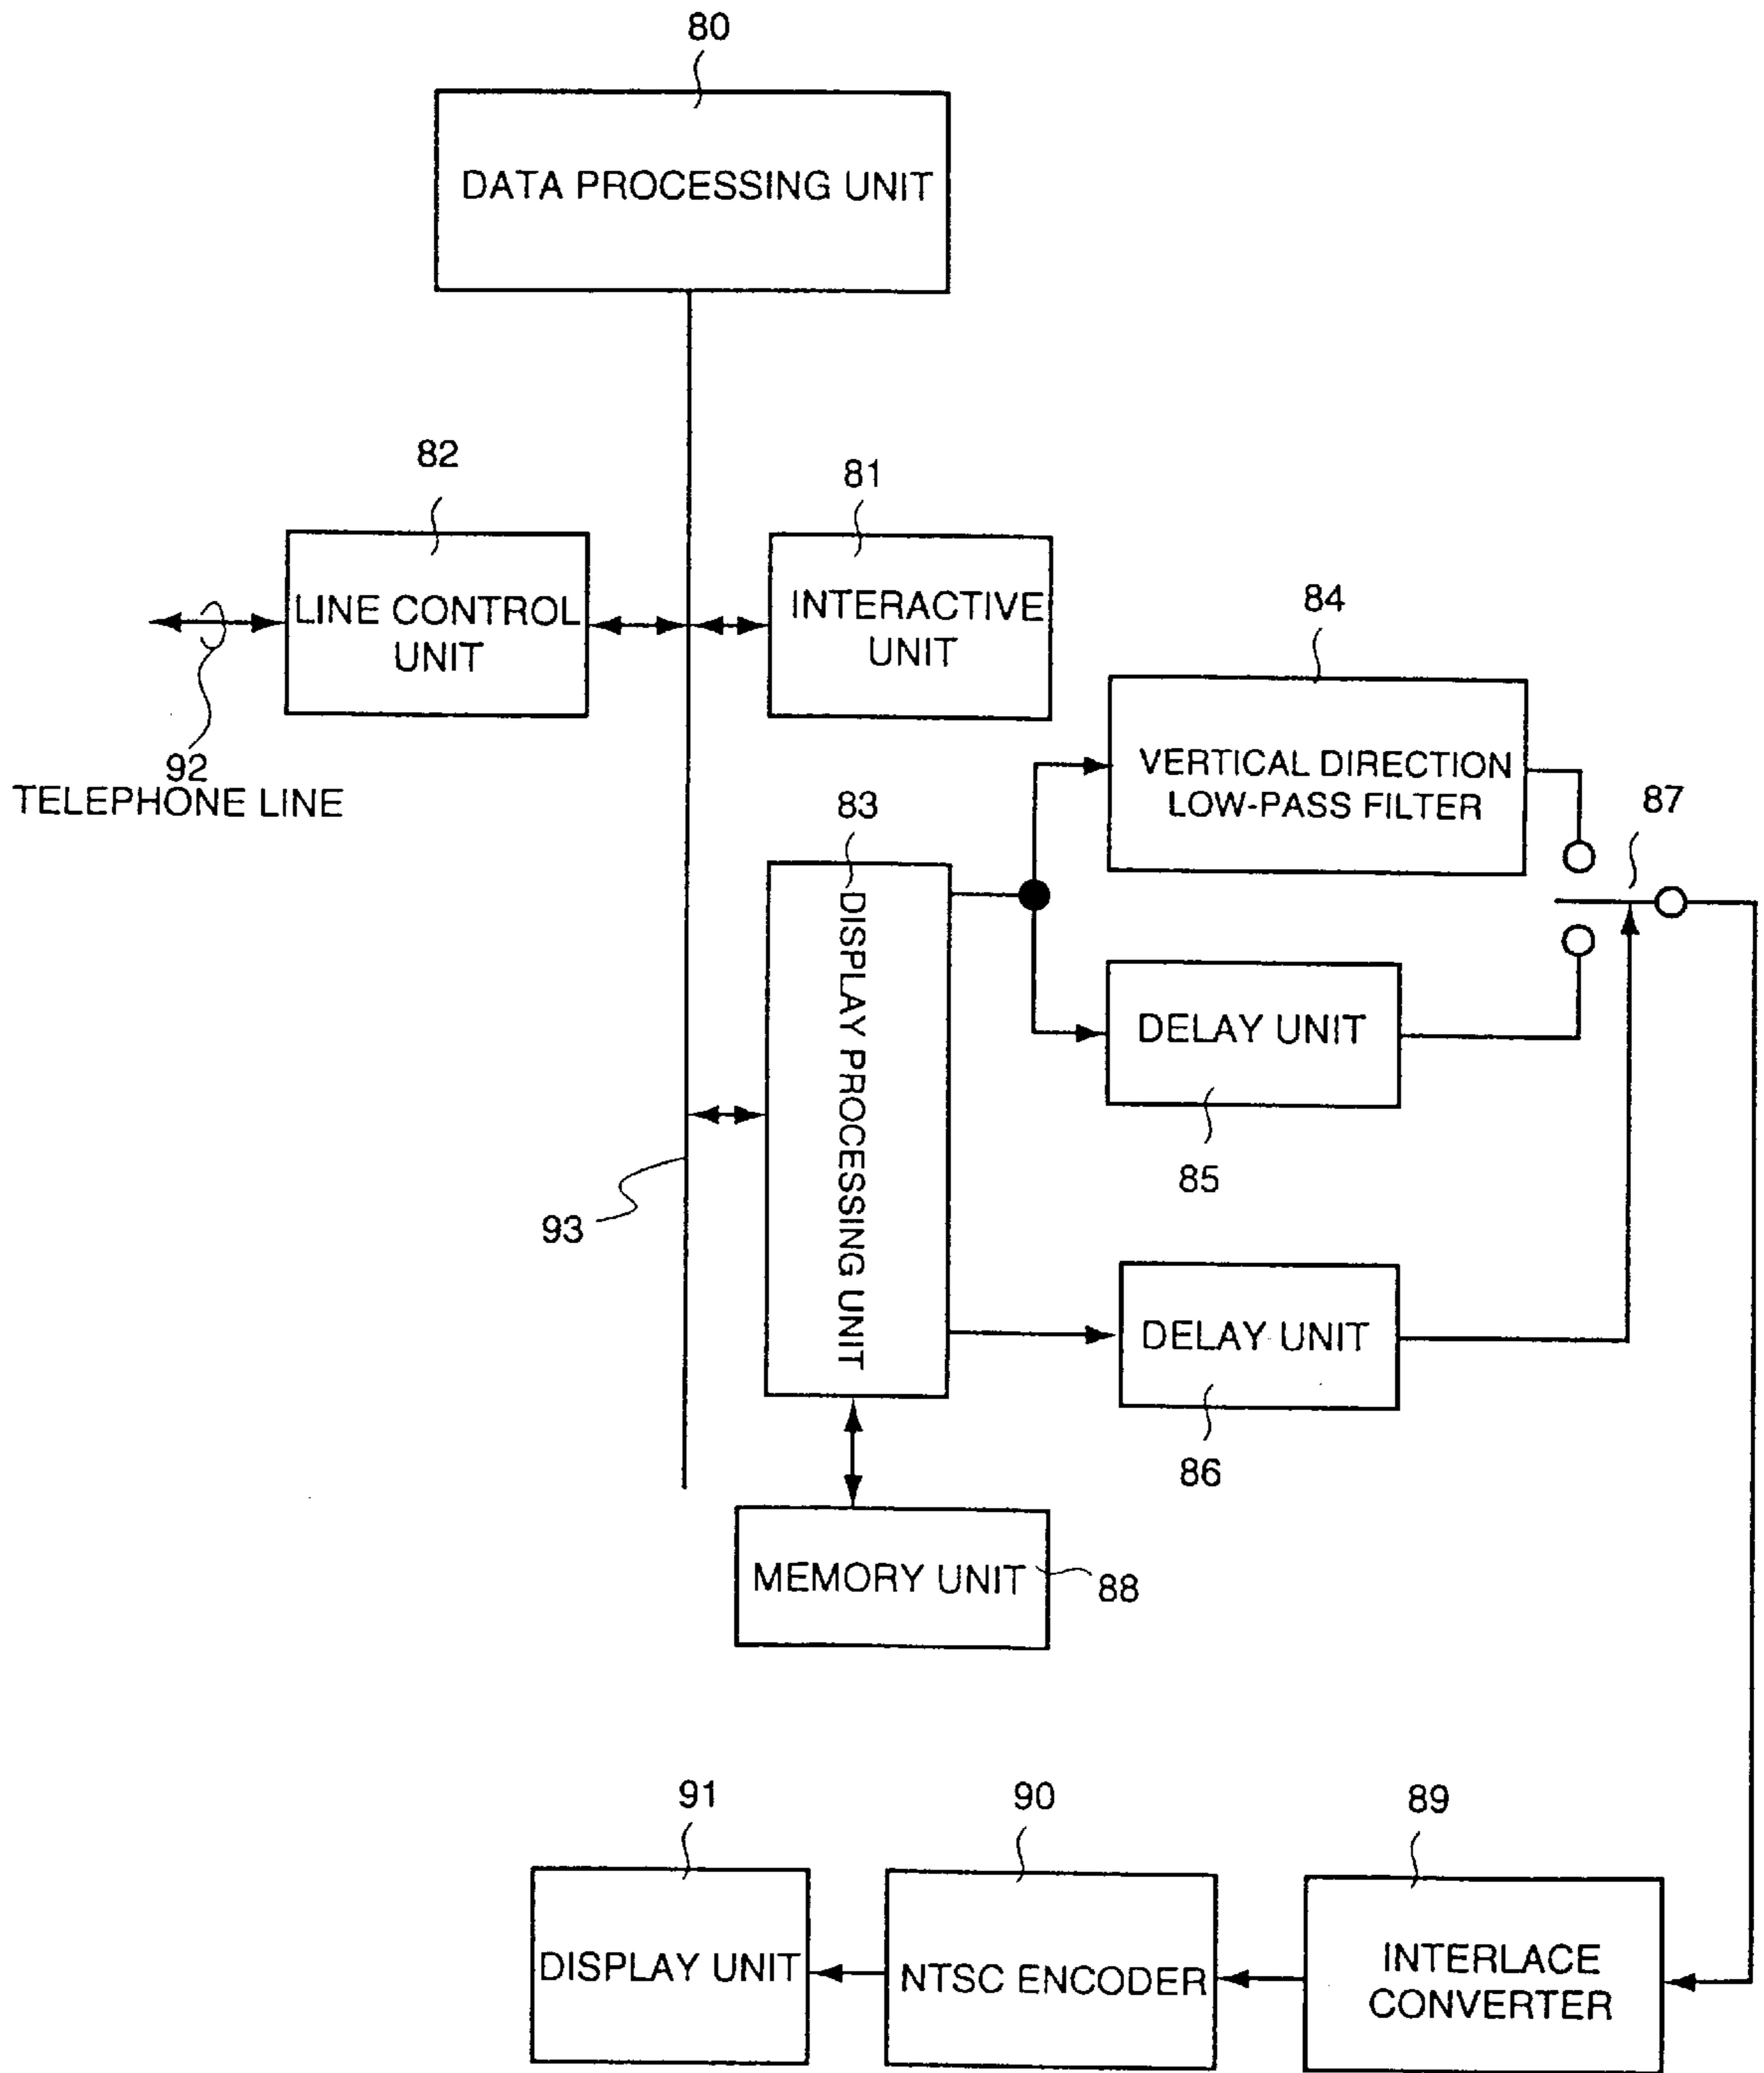 80
DATA PROCESSING UNIT
82
81
LINE CONTROL
UNIT
INTERACTIVE
UNIT
84
92
TELEPHONE LINE
VERTICAL DIRECTION
LOW-PASS FILTER
87
83
DISPLAY PROCESSING UNIT
DELAY UNIT
85
93
DELAY UNIT
86
MEMORY UNIT
88
91
90
89
DISPLAY UNIT
NTSC ENCODER
INTERLACE
CONVERTER